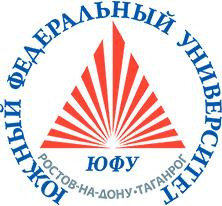 ЮЖНЫЙ ФЕДЕРАЛЬНЫЙ УНИВЕРСИТЕТ
ЮФУ
РОСТОВ-НА-ДОНУ·ТАГАНРОГ